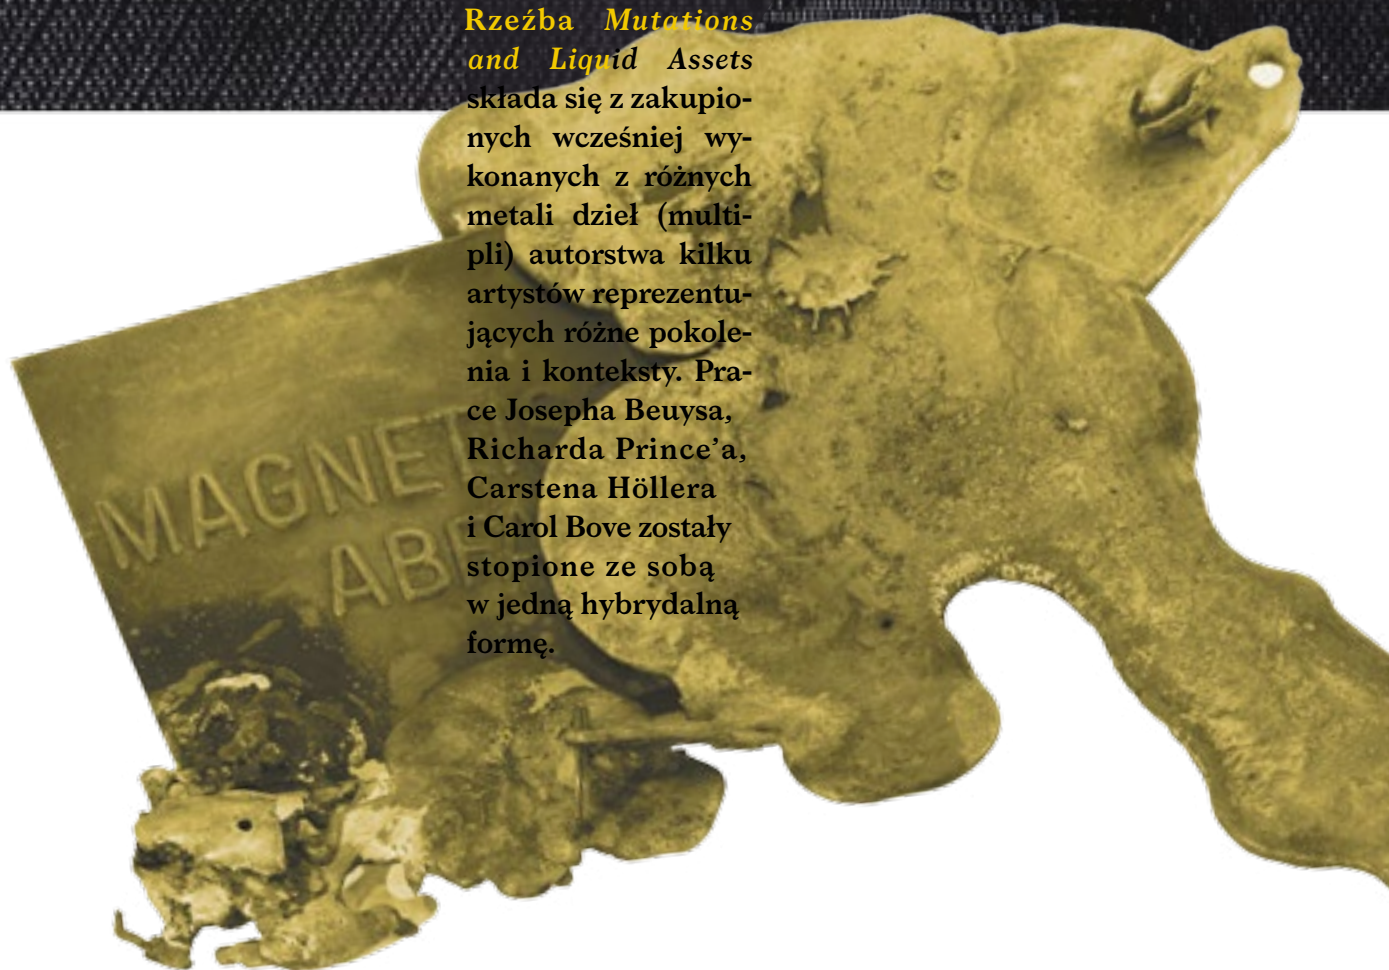 Rzeźba Mutations
and Liquid Assets
składa się z zakupio-
nych wcześniej wy-
konanych z różnych
metali dzieł (multi-
pli) autorstwa kilku
artystów reprezentu-
jących różne pokole-
nia i konteksty. Pra-
ce Josepha Beuysa,
Richarda Prince’a,
Carstena Höllera
i Carol Bove zostały
stopione ze sobą
w jedną hybrydalną
formę.